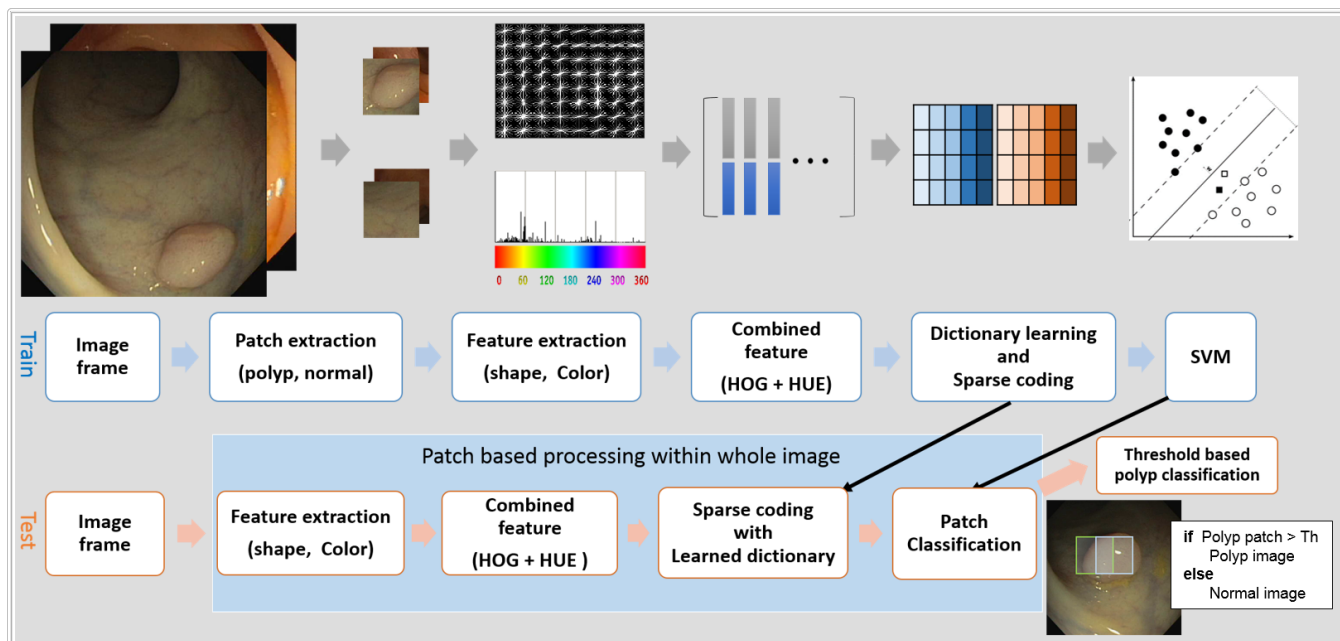 0 60 120 180 240 300 360
Train
Image
frame
Patch extraction
(polyp, normal)
Feature extraction
(shape, Color)
Combined
feature
(HOG + HUE)
Dictionary learning
and
Sparse coding
SVM
Test
Patch based processing within whole image
Image
frame
Feature extraction
(shape, Color)
Combined
feature
(HOG + HUE )
Sparse coding
with
Learned dictionary
Patch
Classification
Threshold based
polyp classification
if Polyp patch > Th
Polyp image
else
Normal image